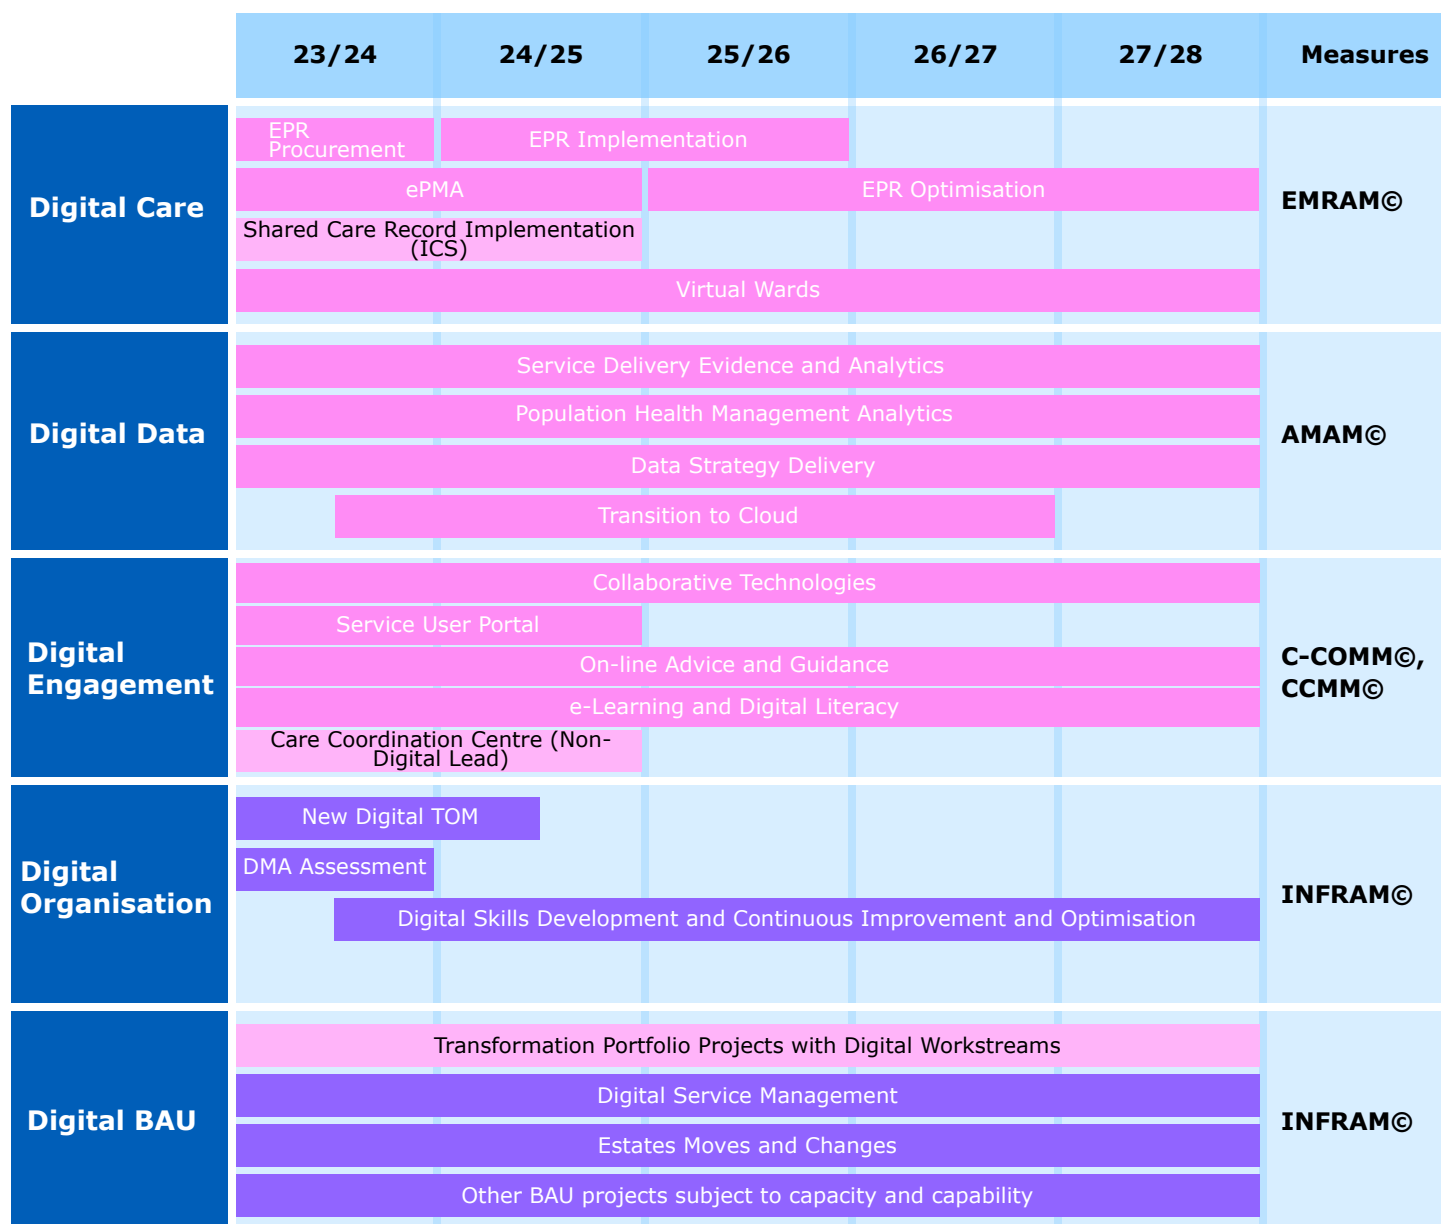 23/24 24/25 25/26 26/27 27/28 Measures
Digital Care
EPR
Procurement
EPR Implementation
ePMA
EPR Optimisation
Shared Care Record Implementation
(ICS)
Virtual Wards
EMRAM©
Digital Data
Service Delivery Evidence and Analytics
Population Health Management Analytics
Data Strategy Delivery
Transition to Cloud
AMAM©
Digital
Engagement
Collaborative Technologies
Service User Portal
On-line Advice and Guidance
e-Learning and Digital Literacy
Care Coordination Centre (Non-
Digital Lead)
C-COMM©,
CCMM©
Digital
Organisation
New Digital TOM
DMA Assessment
Digital Skills Development and Continuous Improvement and Optimisation
INFRAM©
Digital BAU
Transformation Portfolio Projects with Digital Workstreams
Digital Service Management
Estates Moves and Changes
Other BAU projects subject to capacity and capability
INFRAM©